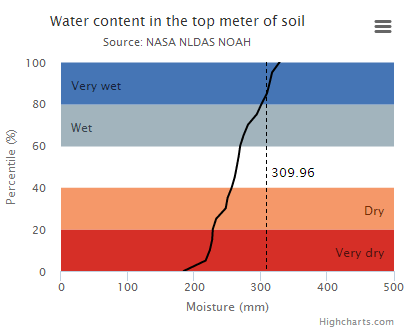 Water content in the top meter of soil
Source: NASA NLDAS NOAH
Percentile (%)
100
80
60
40
20
0
Very wet
Wet
309.96
Dry
Very dry
0 100 200 300 400 500
Moisture (mm)
Highcharts.com